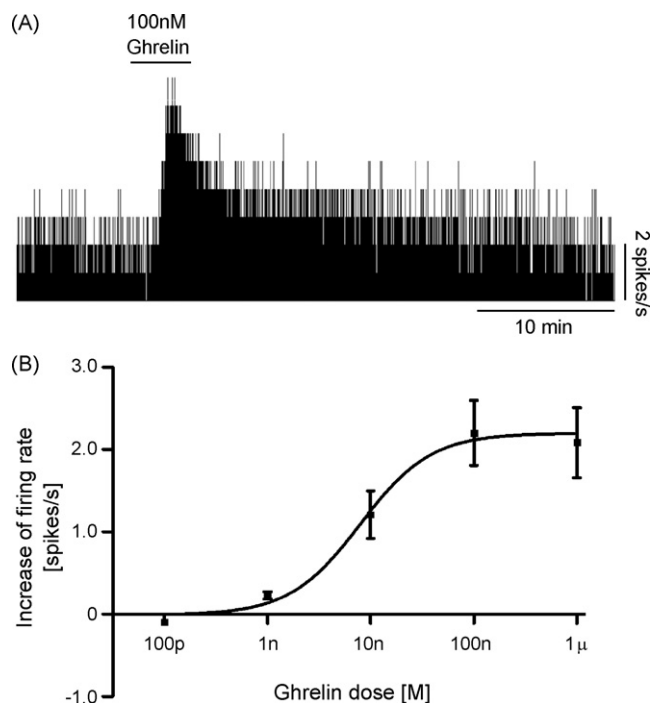 (A)
100nM
Ghrelin
2 spikes/s
10 min
(B)
3.0
2.0
1.0
0
-1.0
Increase of firing rate
[spikes/s]
100p 1n 10n 100n 1μ
Ghrelin dose [M]